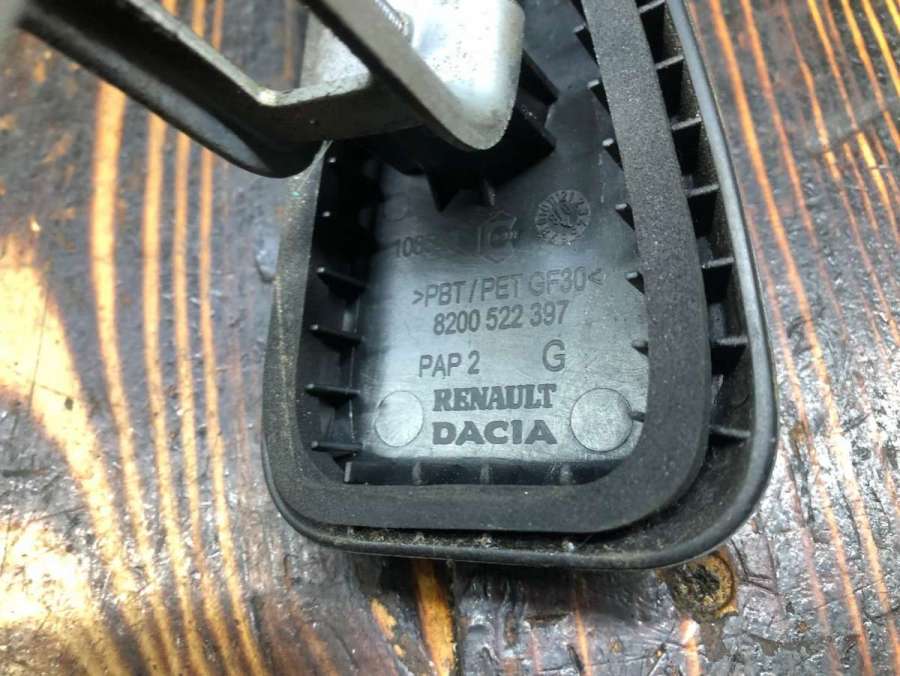 >PBT/PET GF30<
8200 522 397
PAP 2 G
RENAULT
DACIA